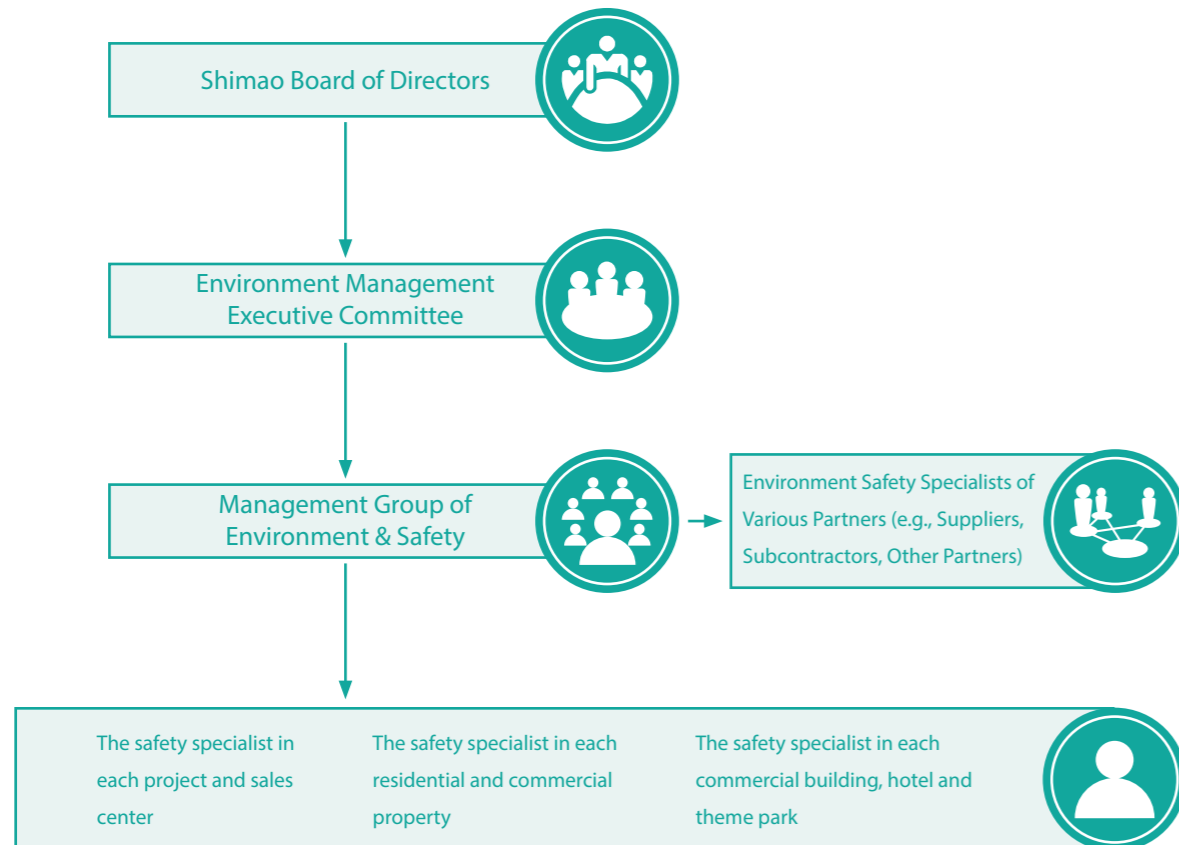 Shimao Board of Directors
Environment Management
Executive Committee
Management Group of
Environment & Safety
Environment Safety Specialists of
Various Partners (e.g., Suppliers,
Subcontractors, Other Partners)
The safety specialist in
each project and sales
center
The safety specialist in each
residential and commercial
property
The safety specialist in each
commercial building, hotel and
theme park